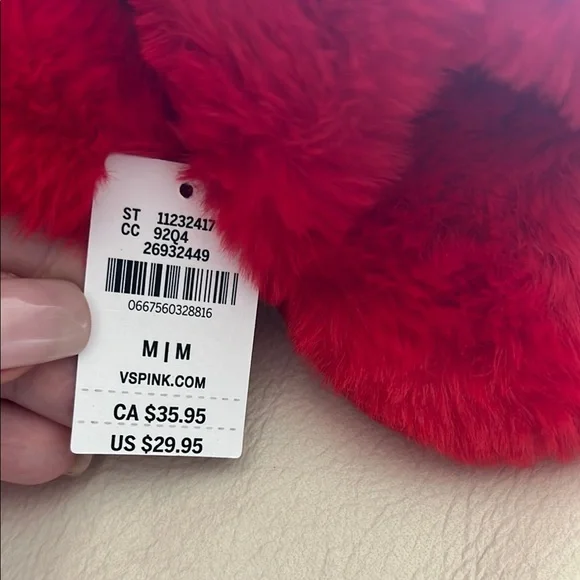 ST 11232417
CC 92Q4
26932449
0667560328816
M | M
VSPINK.COM
CA $35.95
US $29.95